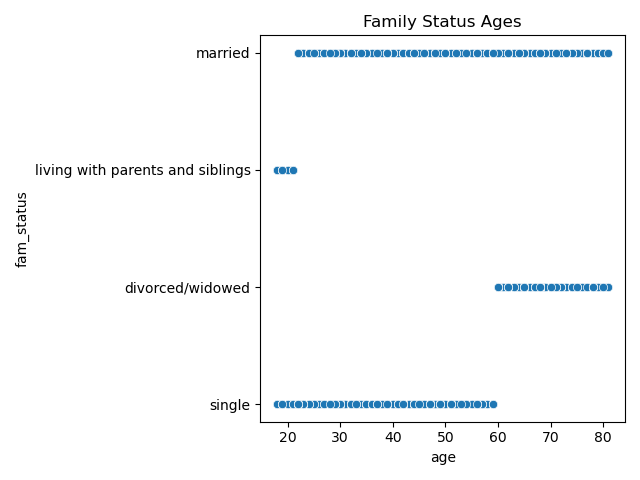 Family Status Ages
married
living with parents and siblings
divorced/widowed
single
fam_status
20 30 40 50 60 70 80
age